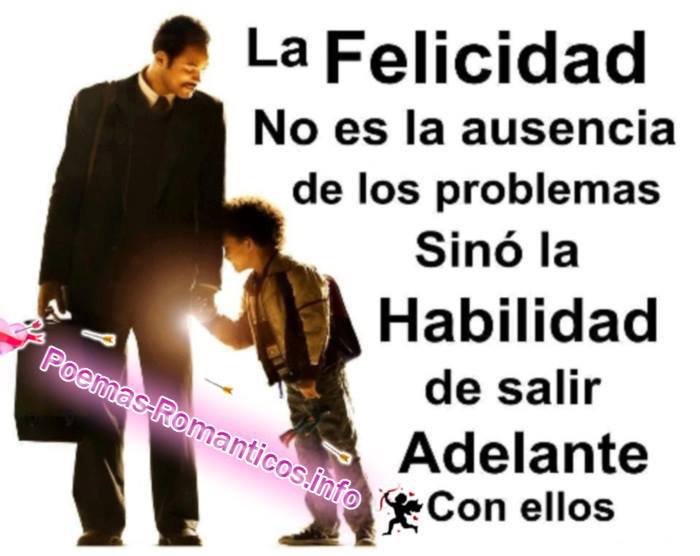 La Felicidad
No es la ausencia
de los problemas
Sinó la
Habilidad
de salir
Adelante
Con ellos
Poemas-Romanticos.info